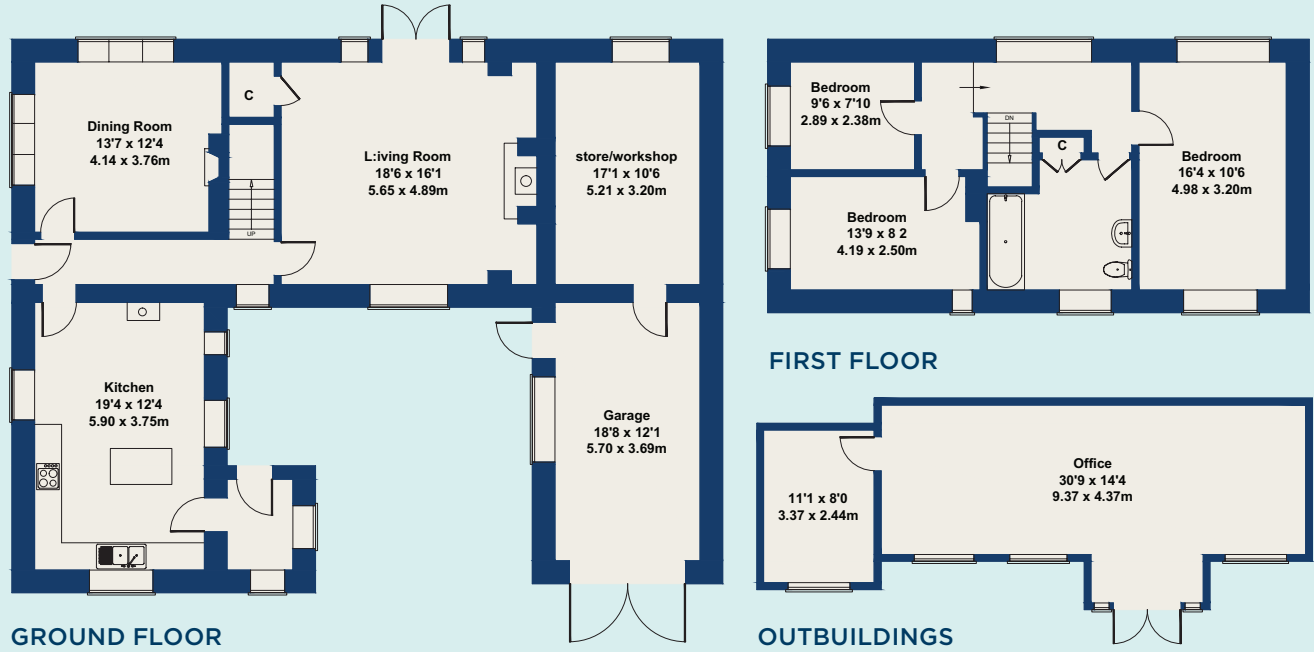 Dining Room
13'7 x 12'4
4.14 x 3.76m
C
UP
L:iving Room
18'6 x 16'1
5.65 x 4.89m
store/workshop
17'1 x 10'6
5.21 x 3.20m
Kitchen
19'4 x 12'4
5.90 x 3.75m
Garage
18'8 x 12'1
5.70 x 3.69m
GROUND FLOOR
Bedroom
9'6 x 7'10
2.89 x 2.38m
DN
C
Bedroom
16'4 x 10'6
4.98 x 3.20m
Bedroom
13'9 x 8 2
4.19 x 2.50m
FIRST FLOOR
11'1 x 8'0
3.37 x 2.44m
Office
30'9 x 14'4
9.37 x 4.37m
OUTBUILDINGS